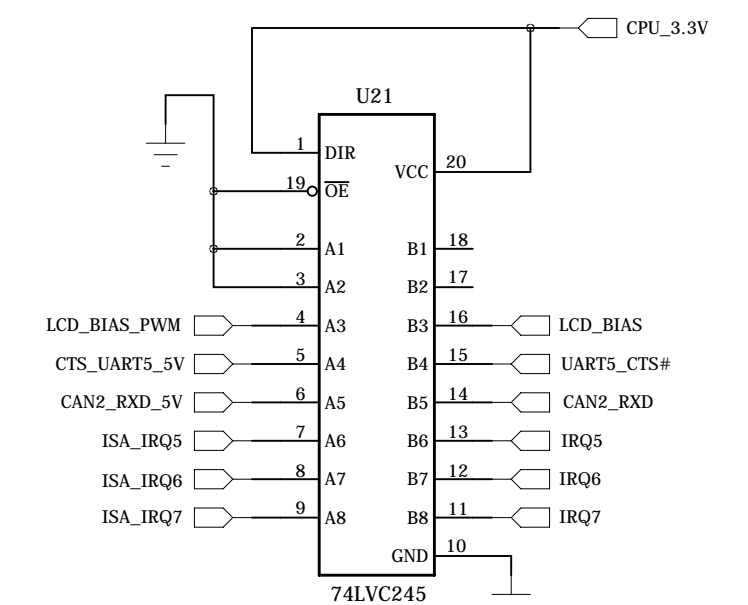 CPU_3.3V
U21
1 DIR
VCC 20
19 OE
2 A1 B1 18
3 A2 B2 17
LCD_BIAS_PWM 4 A3 B3 16 LCD_BIAS
CTS_UART5_5V 5 A4 B4 15 UART5_CTS#
CAN2_RXD_5V 6 A5 B5 14 CAN2_RXD
ISA_IRQ5 7 A6 B6 13 IRQ5
ISA_IRQ6 8 A7 B7 12 IRQ6
ISA_IRQ7 9 A8 B8 11 IRQ7
GND 10
74LVC245